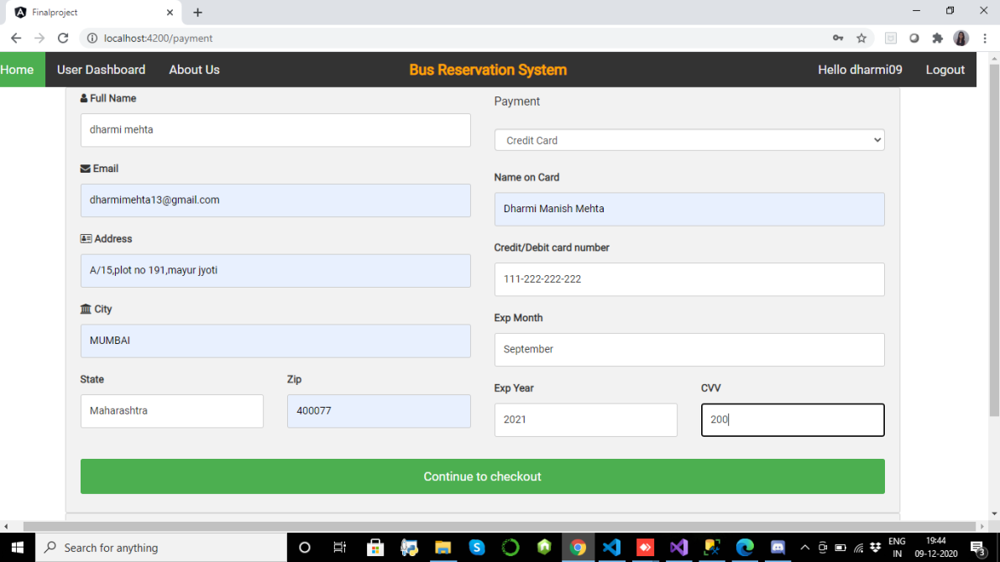 Finalproject
localhost:4200/payment
Home User Dashboard About Us Bus Reservation System Hello dharmi09 Logout
Full Name
dharmi mehta
Email
dharmimehta13@gmail.com
Address
A/15,plot no 191,mayur jyoti
City
MUMBAI
State Zip
Maharashtra 400077
Payment
Credit Card
Name on Card
Dharmi Manish Mehta
Credit/Debit card number
111-222-222-222
Exp Month
September
Exp Year CVV
2021 200
Continue to checkout
Search for anything
ENG
IN
19:44
09-12-2020
3